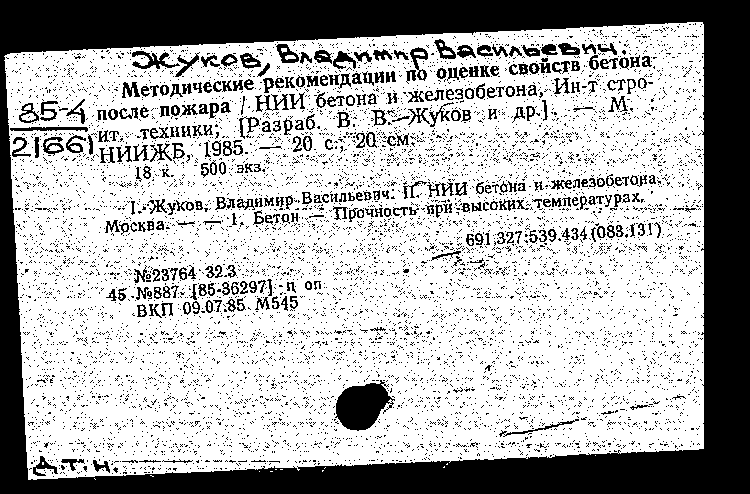 Жуков, Владимир Васильевич.
Методические рекомендации по оценке свойств бетона
85-4 после пожара / НИИ бетона и железобетона, Ин-т стро-
21661 ит. техники; [Разраб. В. В. Жуков и др.]. — М.
НИИЖБ, 1985. — 20 с.; 20 см.
18 к. 500 экз.
I. Жуков, Владимир Васильевич. II. НИИ бетона и железобетона.
Москва. — — 1. Бетон — Прочность при высоких температурах.
691.327:539.434(083.131)
№23764 32.3
45 №887 [85-36297] п оп
ВКП 09.07.85 М545
д.т.н.